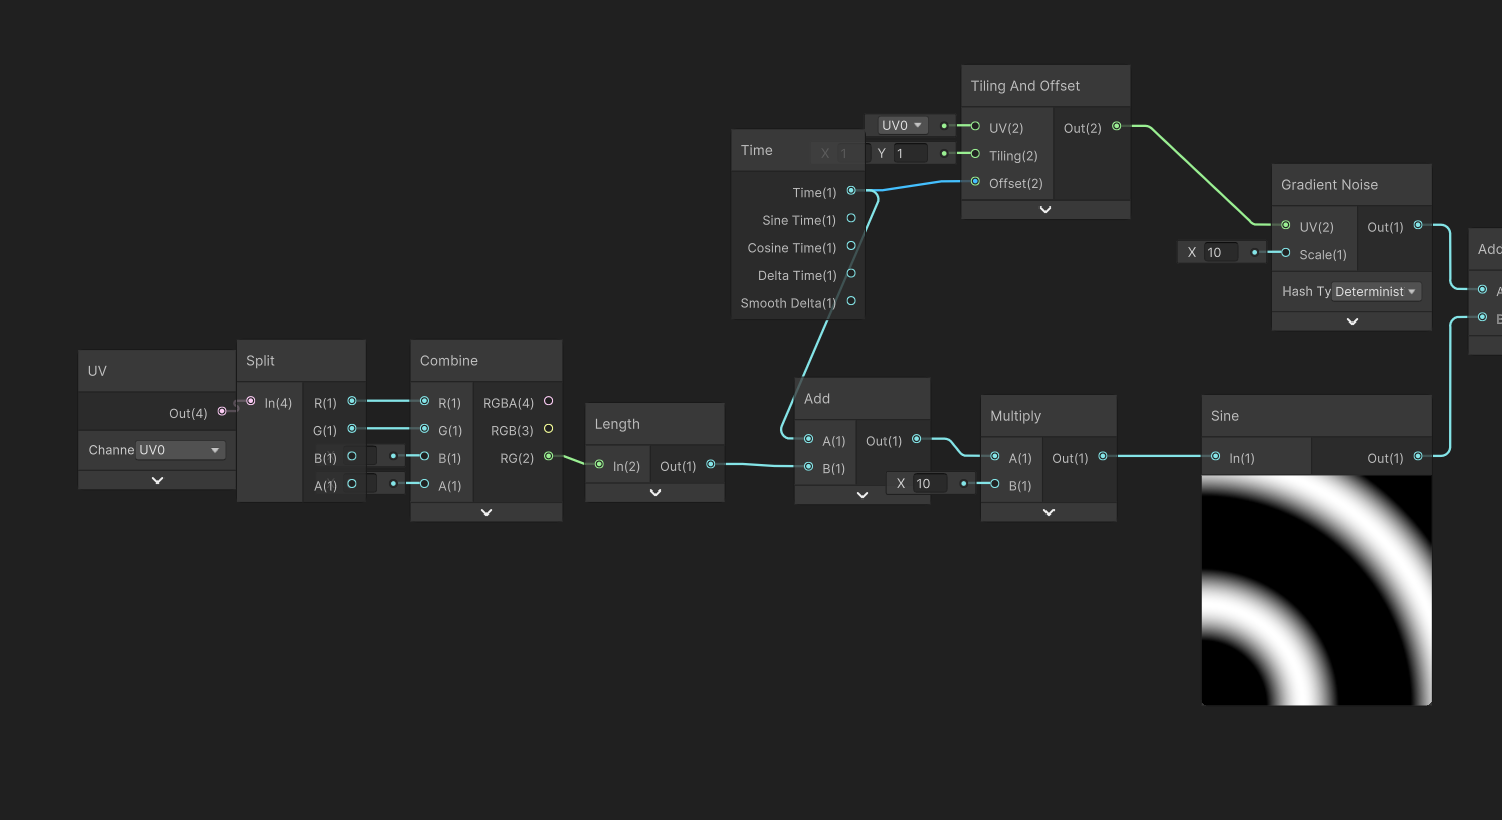 Tiling And Offset
UV0
UV(2)
Out(2)
X 1
Y 1
Tiling(2)
Offset(2)
Time
Time(1)
Sine Time(1)
Cosine Time(1)
Delta Time(1)
Smooth Delta(1)
Gradient Noise
UV(2)
Out(1)
X 10
Scale(1)
Hash Ty
Determinist
Add
A
B
UV
Out(4)
Channe
UV0
Split
In(4)
R(1)
G(1)
B(1)
A(1)
Combine
R(1)
RGBA(4)
G(1)
RGB(3)
B(1)
RG(2)
A(1)
Length
In(2)
Out(1)
Add
A(1)
Out(1)
B(1)
X 10
Multiply
A(1)
Out(1)
B(1)
Sine
In(1)
Out(1)